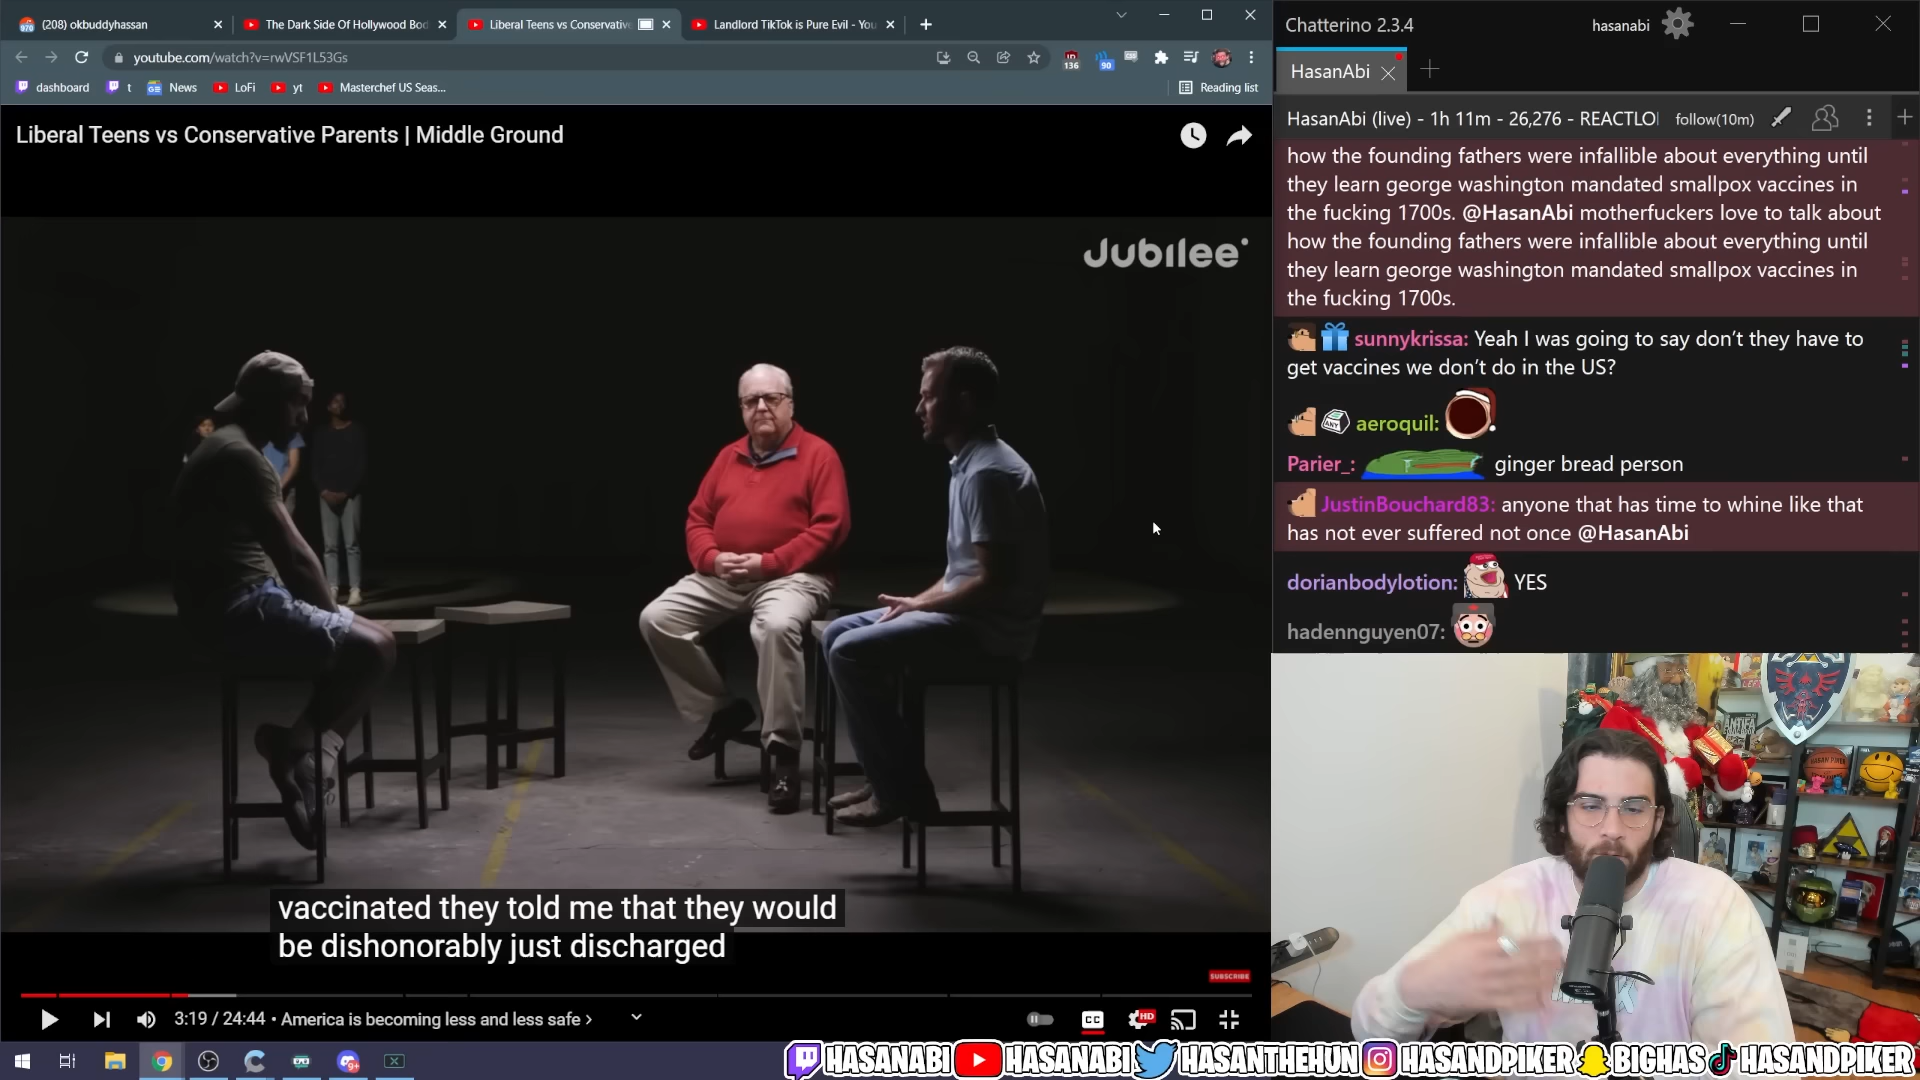 (208) okbuddyhassan
The Dark Side Of Hollywood Bod
Liberal Teens vs Conservative
Landlord TikTok is Pure Evil - You
youtube.com/watch?v=rwVSF1L53Gs
136
90
dashboard
t
News
LoFi
yt
Masterchef US Seas...
Reading list
Liberal Teens vs Conservative Parents | Middle Ground
Jubilee
vaccinated they told me that they would
be dishonorably just discharged
SUBSCRIBE
3:19 / 24:44 • America is becoming less and less safe >
CC
HD
Chatterino 2.3.4
hasanabi
HasanAbi
HasanAbi (live) - 1h 11m - 26,276 - REACTLO
follow(10m)
how the founding fathers were infallible about everything until
they learn george washington mandated smallpox vaccines in
the fucking 1700s. @HasanAbi motherfuckers love to talk about
how the founding fathers were infallible about everything until
they learn george washington mandated smallpox vaccines in
the fucking 1700s.
sunnykrissa: Yeah I was going to say don’t they have to
get vaccines we don’t do in the US?
aeroquil:
Parier_: ginger bread person
JustinBouchard83: anyone that has time to whine like that
has not ever suffered not once @HasanAbi
dorianbodylotion: YES
hadennguyen07:
HASANABI HASANABI HASANTHEHUN HASANDPIKER BIGHAS HASANDPIKER